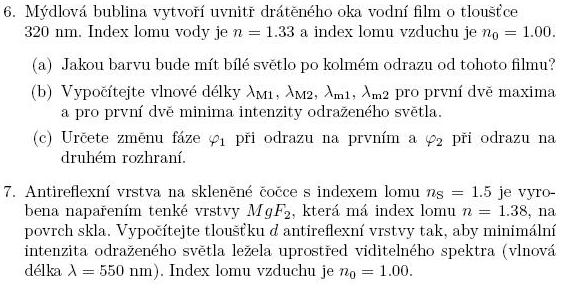 6. Mýdlová bublina vytvoří uvnitř drátěného oka vodní film o tloušťce
320 nm. Index lomu vody je n = 1.33 a index lomu vzduchu je n₀ = 1.00.
(a) Jakou barvu bude mít bílé světlo po kolmém odrazu od tohoto filmu?
(b) Vypočítejte vlnové délky λM1, λM2, λm1, λm2 pro první dvě maxima
a pro první dvě minima intenzity odraženého světla.
(c) Určete změnu fáze φ₁ při odrazu na prvním a φ₂ při odrazu na
druhém rozhraní.
7. Antireflexní vrstva na skleněné čočce s indexem lomu nS = 1.5 je vyro-
bena napařením tenké vrstvy MgF₂, která má index lomu n = 1.38, na
povrch skla. Vypočítejte tloušťku d antireflexní vrstvy tak, aby minimální
intenzita odraženého světla ležela uprostřed viditelného spektra (vlnová
délka λ = 550 nm). Index lomu vzduchu je n₀ = 1.00.